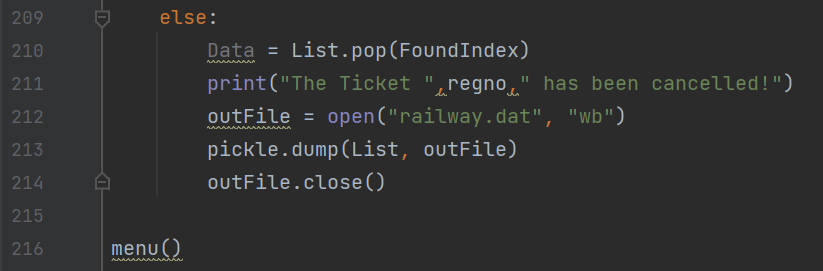 209 else:
210 Data = List.pop(FoundIndex)
211 print("The Ticket ",regno," has been cancelled!")
212 outFile = open("railway.dat", "wb")
213 pickle.dump(List, outFile)
214 outFile.close()
215
216 menu()